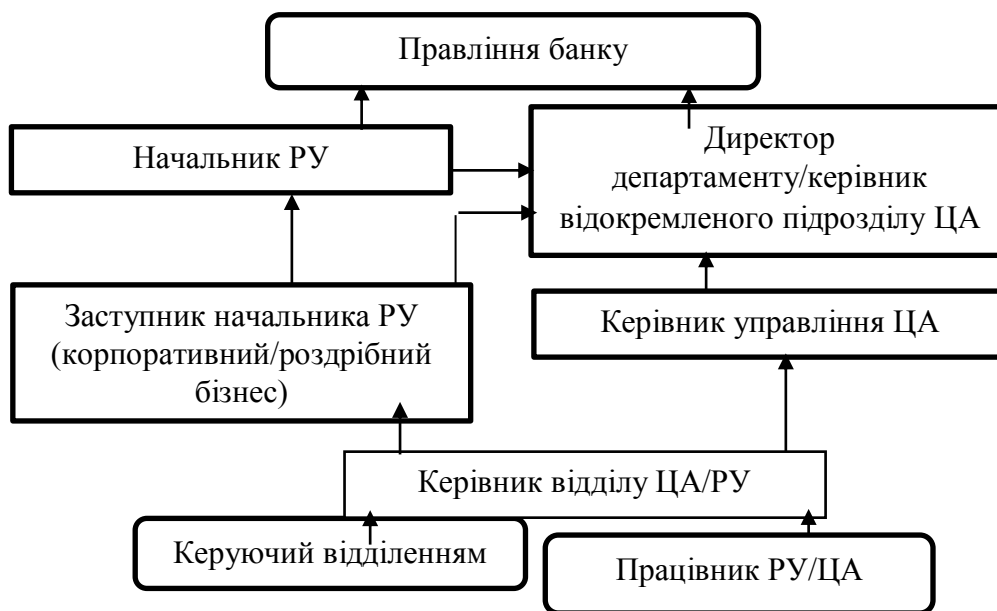 Правління банку
Начальник РУ
Директор
департаменту/керівник
відокремленого підрозділу ЦА
Заступник начальника РУ
(корпоративний/роздрібний
бізнес)
Керівник управління ЦА
Керівник відділу ЦА/РУ
Керуючий відділенням
Працівник РУ/ЦА